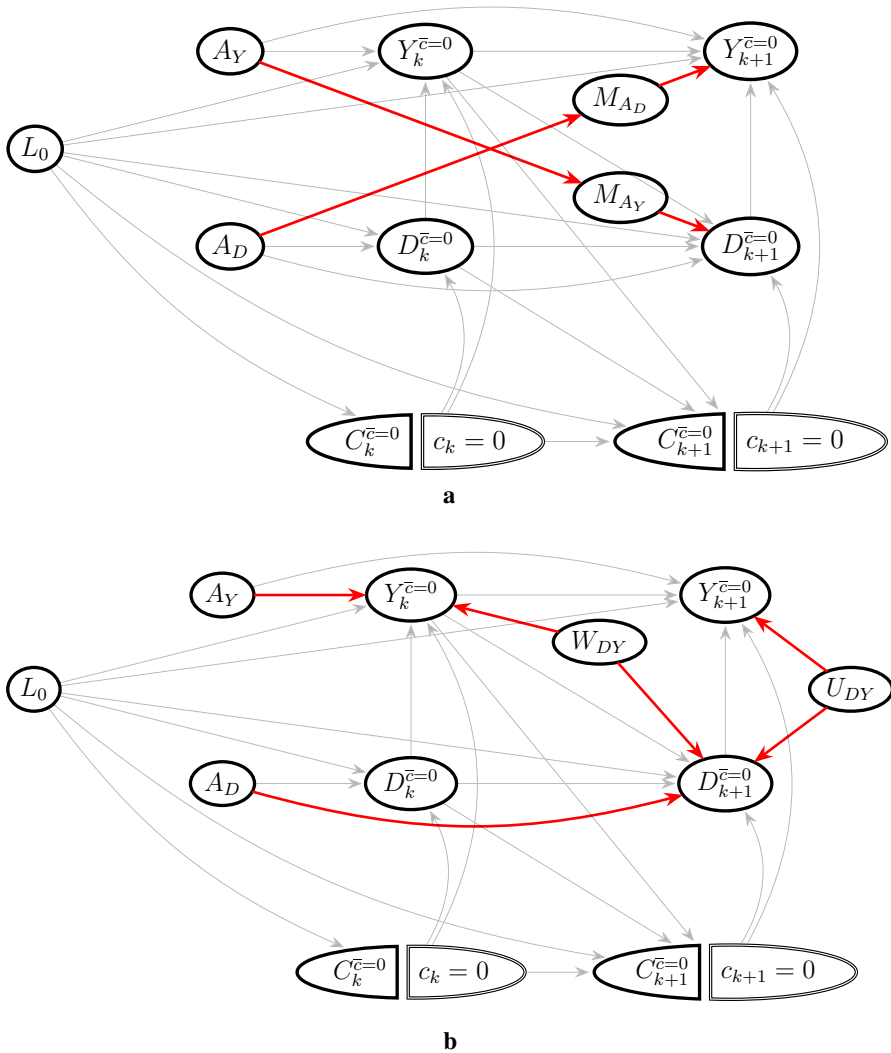 A_Y
Y_k^{c̅=0}
Y_{k+1}^{c̅=0}
M_{A_D}
L_0
M_{A_Y}
A_D
D_k^{c̅=0}
D_{k+1}^{c̅=0}
C_k^{c̅=0}
c_k = 0
C_{k+1}^{c̅=0}
c_{k+1} = 0
a
A_Y
Y_k^{c̅=0}
Y_{k+1}^{c̅=0}
W_{DY}
L_0
U_{DY}
A_D
D_k^{c̅=0}
D_{k+1}^{c̅=0}
C_k^{c̅=0}
c_k = 0
C_{k+1}^{c̅=0}
c_{k+1} = 0
b